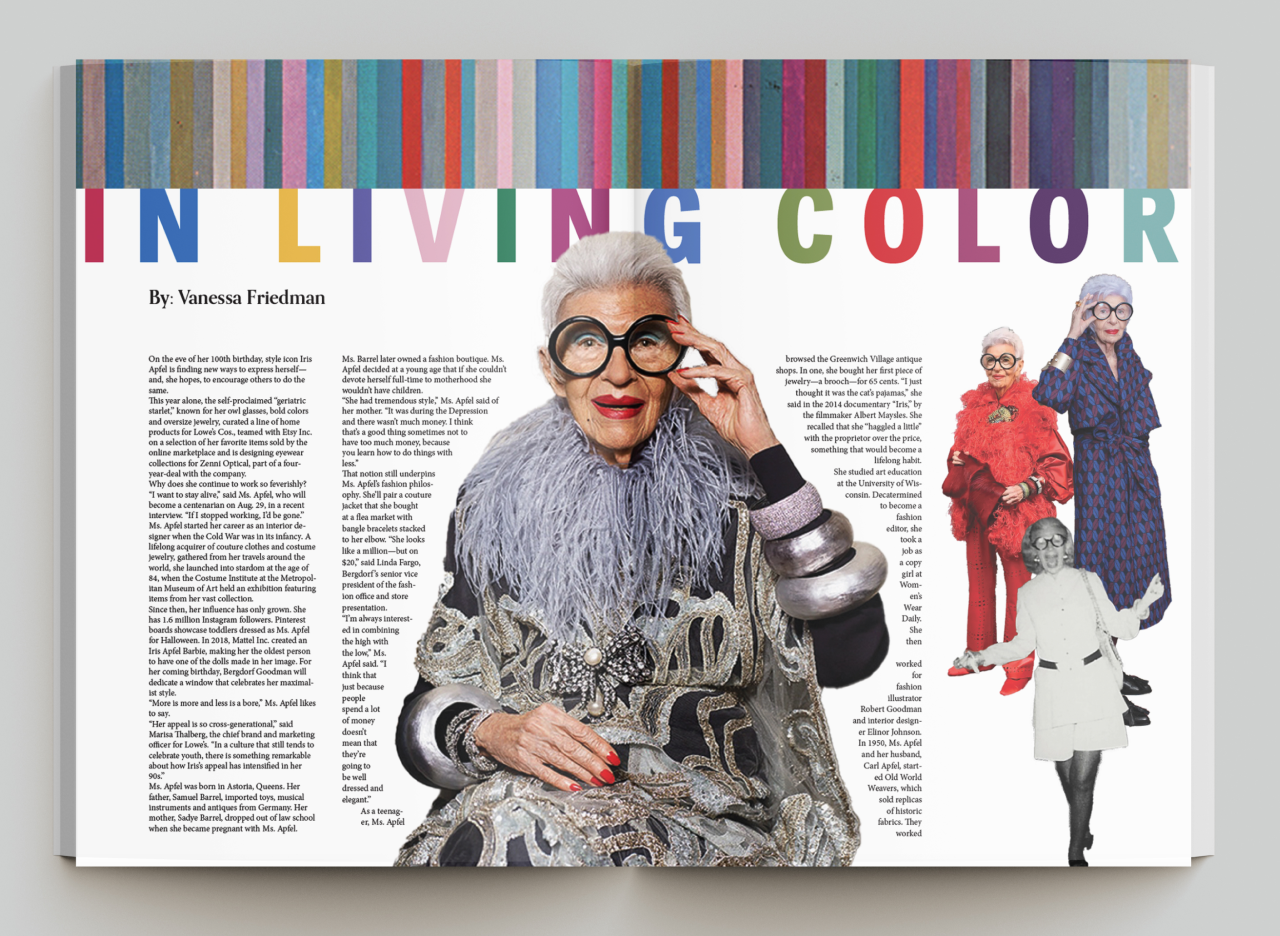 IN LIVING COLOR
By: Vanessa Friedman
On the eve of her 100th birthday, style icon Iris
Apfel is finding new ways to express herself—
and, she hopes, to encourage others to do the
same.
This year alone, the self-proclaimed “geriatric
starlet,” known for her owl glasses, bold colors
and oversize jewelry, curated a line of home
products for Lowe’s Cos., teamed with Etsy Inc.
on a selection of her favorite items sold by the
online marketplace and is designing eyewear
collections for Zenni Optical, part of a four-
year-deal with the company.
Why does she continue to work so feverishly?
“I want to stay alive,” said Ms. Apfel, who will
become a centenarian on Aug. 29, in a recent
interview. “If I stopped working, I’d be gone.”
Ms. Apfel started her career as an interior de-
signer when the Cold War was in its infancy. A
lifelong acquirer of couture clothes and costume
jewelry, gathered from her travels around the
world, she launched into stardom at the age of
84, when the Costume Institute at the Metropol-
itan Museum of Art held an exhibition featuring
items from her vast collection.
Since then, her influence has only grown. She
has 1.6 million Instagram followers. Pinterest
boards showcase toddlers dressed as Ms. Apfel
for Halloween. In 2018, Mattel Inc. created an
Iris Apfel Barbie, making her the oldest person
to have one of the dolls made in her image. For
her coming birthday, Bergdorf Goodman will
dedicate a window that celebrates her maximal-
ist style.
“More is more and less is a bore,” Ms. Apfel likes
to say.
“Her appeal is so cross-generational,” said
Marisa Thalberg, the chief brand and marketing
officer for Lowe’s. “In a culture that still tends to
celebrate youth, there is something remarkable
about how Iris’s appeal has intensified in her
90s.”
Ms. Apfel was born in Astoria, Queens. Her
father, Samuel Barrel, imported toys, musical
instruments and antiques from Germany. Her
mother, Sadye Barrel, dropped out of law school
when she became pregnant with Ms. Apfel.
Ms. Barrel later owned a fashion boutique. Ms.
Apfel decided at a young age that if she couldn’t
devote herself full-time to motherhood she
wouldn’t have children.
“She had tremendous style,” Ms. Apfel said of
her mother. “It was during the Depression
and there wasn’t much money. I think
that’s a good thing sometimes not to
have too much money, because
you learn how to do things with
less.”
That notion still underpins
Ms. Apfel’s fashion philos-
ophy. She’ll pair a couture
jacket that she bought
at a flea market with
bangle bracelets stacked
to her elbow. “She looks
like a million—but on
$20,” said Linda Fargo,
Bergdorf’s senior vice
president of the fash-
ion office and store
presentation.
“I’m always interest-
ed in combining
the high with
the low,” Ms.
Apfel said. “I
think that
just because
people
spend a lot
of money
doesn’t
mean that
they’re
going to
be well
dressed and
elegant.”
As a teenag-
er, Ms. Apfel
browsed the Greenwich Village antique
shops. In one, she bought her first piece of
jewelry—a brooch—for 65 cents. “I just
thought it was the cat’s pajamas,” she
said in the 2014 documentary “Iris,” by
the filmmaker Albert Maysles. She
recalled that she “haggled a little”
with the proprietor over the price,
something that would become a
lifelong habit.
She studied art education
at the University of Wis-
consin. Decatermined
to become a
fashion
editor, she
took a
job as
a copy
girl at
Wom-
en’s
Wear
Daily.
She
then
worked
for
fashion
illustrator
Robert Goodman
and interior design-
er Elinor Johnson.
In 1950, Ms. Apfel
and her husband,
Carl Apfel, start-
ed Old World
Weavers, which
sold replicas
of historic
fabrics. They
worked